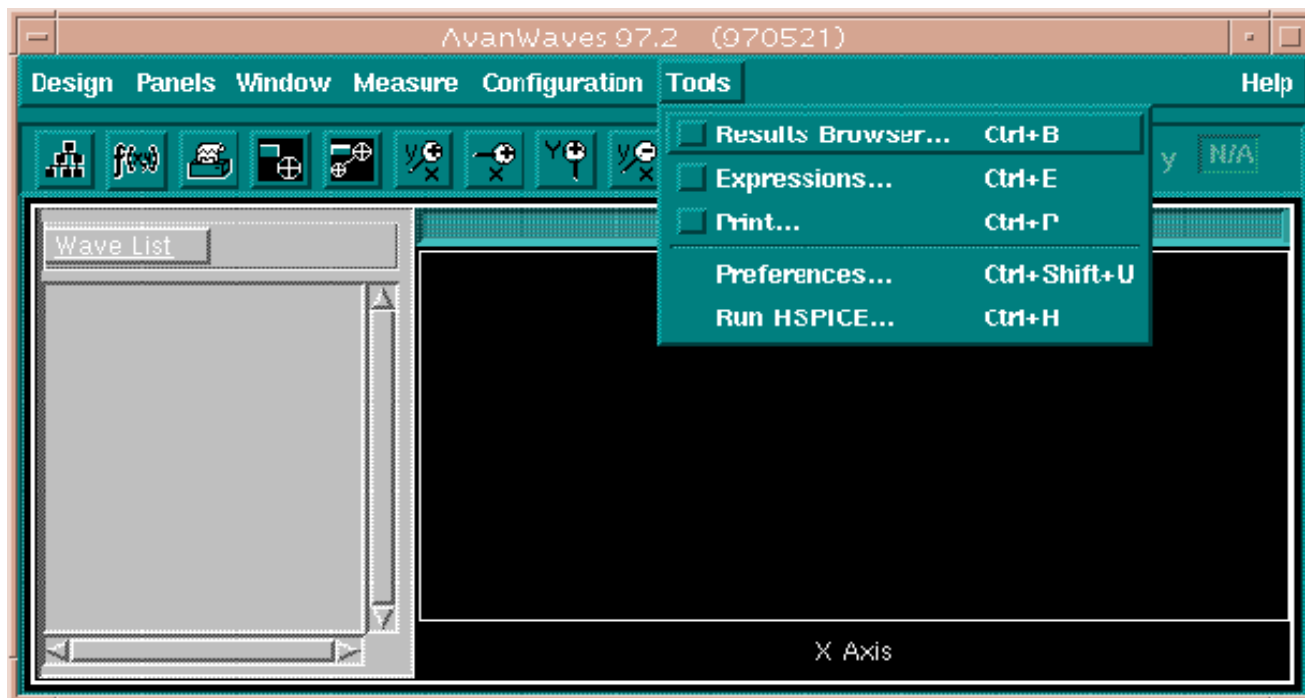 AvanWaves 97.2 (970521)
Design Panels Window Measure Configuration Tools Help
Results Browser... Ctrl+B
Expressions... Ctrl+E
Print... Ctrl+P
Preferences... Ctrl+Shift+U
Run HSPICE... Ctrl+H
f(x,y)
y x
x
Y
y x
y N/A
Wave List
X Axis